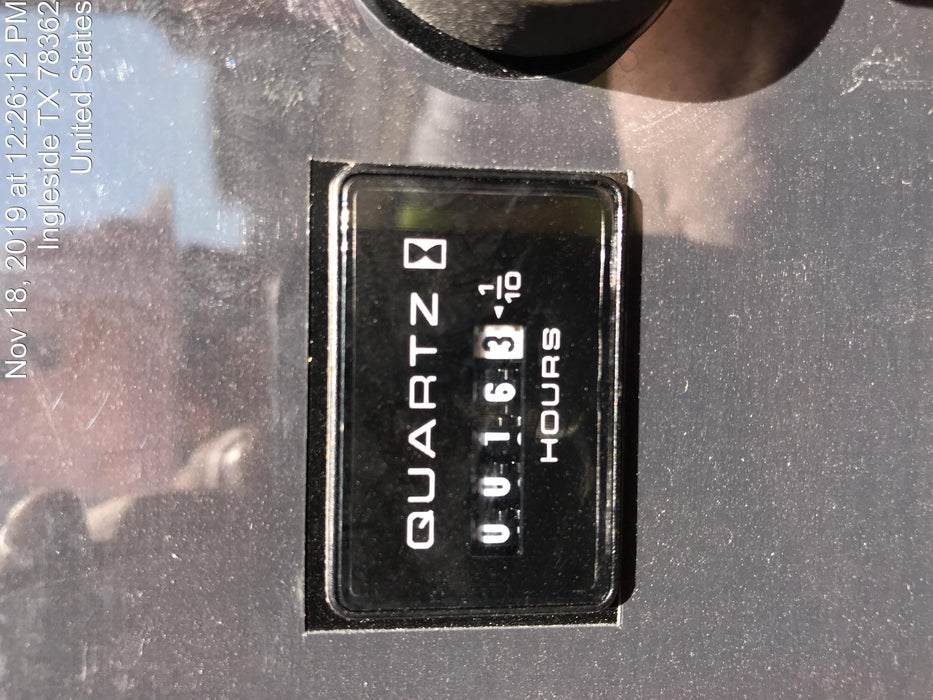 Nov 18, 2019 at 12:26:12 PM
Ingleside TX 78362
United States
QUARTZ
00163 1/10
HOURS